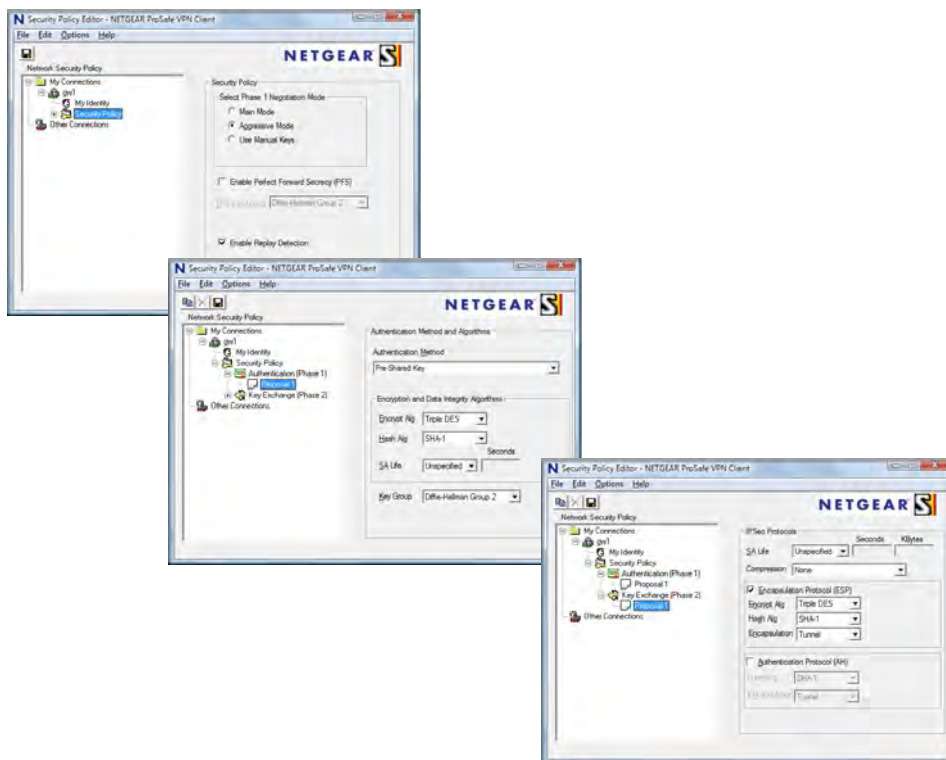 N Security Policy Editor - NETGEAR ProSafe VPN Client
File Edit Options Help
NETGEAR
Network Security Policy
My Connections
gw1
My Identity
Security Policy
Other Connections
Security Policy
Select Phase 1 Negotiation Mode
Main Mode
Aggressive Mode
Use Manual Keys
Enable Perfect Forward Secrecy (PFS)
Diffie-Hellman Group 2
Enable Replay Detection
N Security Policy Editor - NETGEAR ProSafe VPN Client
File Edit Options Help
NETGEAR
Network Security Policy
My Connections
gw1
My Identity
Security Policy
Authentication (Phase 1)
Proposal 1
Key Exchange (Phase 2)
Other Connections
Authentication Method and Algorithms
Authentication Method
Pre-Shared Key
Encryption and Data Integrity Algorithms
Encrypt Alg Triple DES
Hash Alg SHA-1
Seconds
SA Life Unspecified
Key Group Diffie-Hellman Group 2
N Security Policy Editor - NETGEAR ProSafe VPN Client
File Edit Options Help
NETGEAR
Network Security Policy
My Connections
gw1
My Identity
Security Policy
Authentication (Phase 1)
Proposal 1
Key Exchange (Phase 2)
Proposal 1
Other Connections
IPSec Protocols
Seconds KBytes
SA Life Unspecified
Compression None
Encapsulation Protocol (ESP)
Encrypt Alg Triple DES
Hash Alg SHA-1
Encapsulation Tunnel
Authentication Protocol (AH)
SHA-1
Tunnel